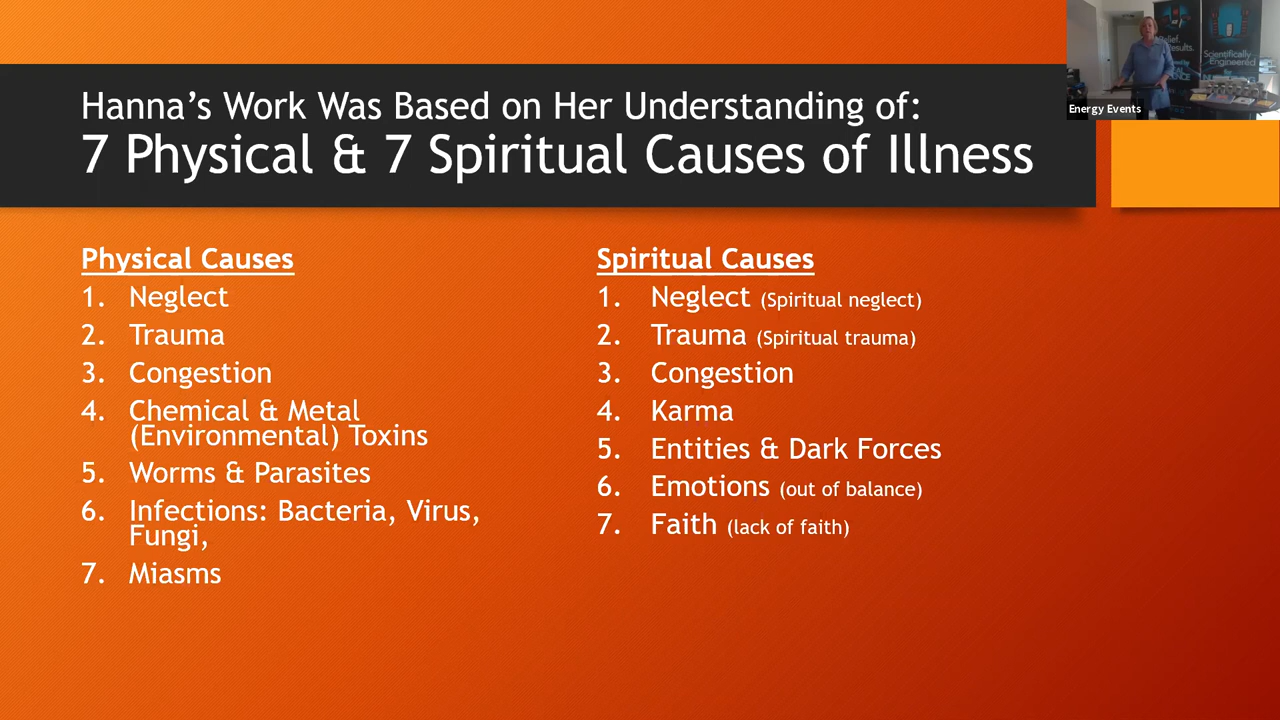 Hanna's Work Was Based on Her Understanding of:
7 Physical & 7 Spiritual Causes of Illness
Physical Causes
1. Neglect
2. Trauma
3. Congestion
4. Chemical & Metal
(Environmental) Toxins
5. Worms & Parasites
6. Infections: Bacteria, Virus,
Fungi,
7. Miasms
Spiritual Causes
1. Neglect (Spiritual neglect)
2. Trauma (Spiritual trauma)
3. Congestion
4. Karma
5. Entities & Dark Forces
6. Emotions (out of balance)
7. Faith (lack of faith)
Scientifically
Engineered
Energy Events